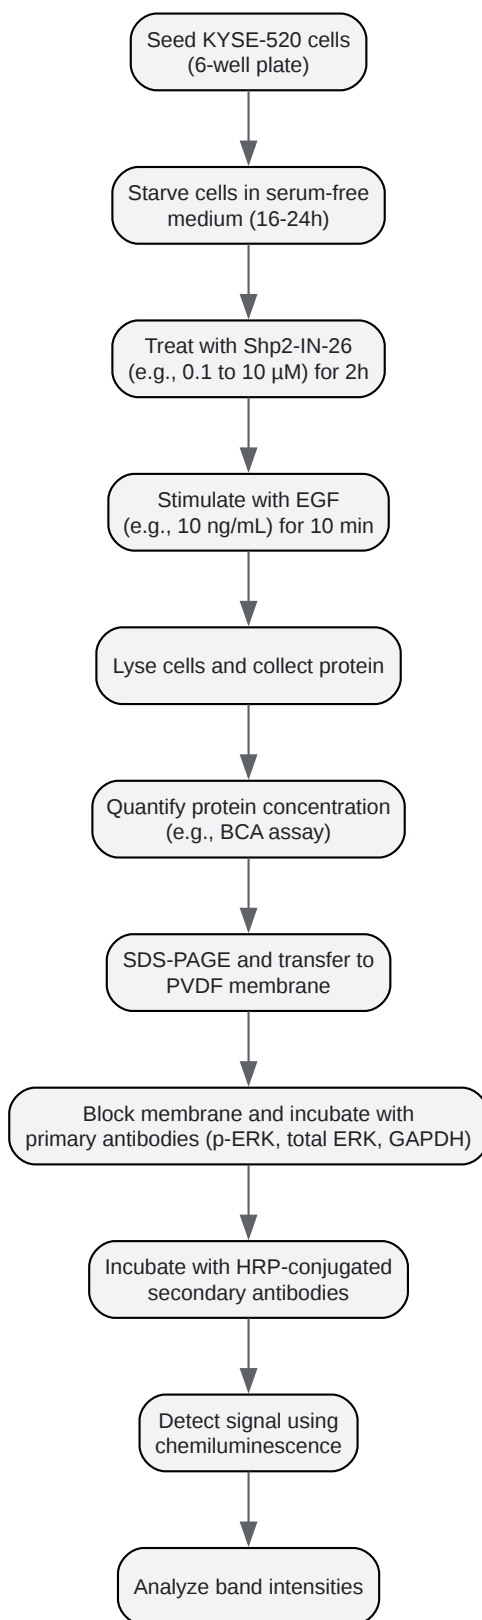 Seed KYSE-520 cells
(6-well plate)
Starve cells in serum-free
medium (16-24h)
Treat with Shp2-IN-26
(e.g., 0.1 to 10 µM) for 2h
Stimulate with EGF
(e.g., 10 ng/mL) for 10 min
Lyse cells and collect protein
Quantify protein concentration
(e.g., BCA assay)
SDS-PAGE and transfer to
PVDF membrane
Block membrane and incubate with
primary antibodies (p-ERK, total ERK, GAPDH)
Incubate with HRP-conjugated
secondary antibodies
Detect signal using
chemiluminescence
Analyze band intensities